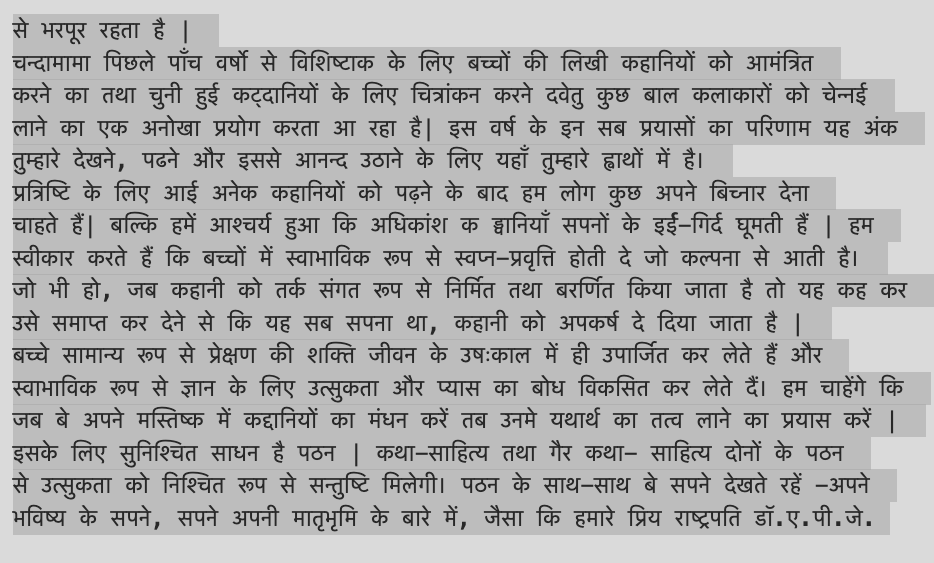 से भरपूर रहता है |
चन्दामामा पिछले पाँच वर्षो से विशिष्टाक के लिए बच्चों की लिखी कहानियों को आमंत्रित
करने का तथा चुनी हुई कट्दानियों के लिए चित्रांकन करने दवेतु कुछ बाल कलाकारों को चेन्नई
लाने का एक अनोखा प्रयोग करता आ रहा है| इस वर्ष के इन सब प्रयासों का परिणाम यह अंक
तुम्हारे देखने, पढने और इससे आनन्द उठाने के लिए यहाँ तुम्हारे ह्वाथों में है।
प्रत्रिष्टि के लिए आई अनेक कहानियों को पढ़ने के बाद हम लोग कुछ अपने बिच्नार देना
चाहते हैं| बल्कि हमें आश्चर्य हुआ कि अधिकांश क ड्वानियाँ सपनों के इर्ई-गिर्द घूमती हैं | हम
स्वीकार करते हैं कि बच्चों में स्वाभाविक रूप से स्वप्न-प्रवृत्ति होती दे जो कल्पना से आती है।
जो भी हो, जब कहानी को तर्क संगत रूप से निर्मित तथा बरर्णित किया जाता है तो यह कह कर
उसे समाप्त कर देने से कि यह सब सपना था, कहानी को अपकर्ष दे दिया जाता है |
बच्चे सामान्य रूप से प्रेक्षण की शक्ति जीवन के उषःकाल में ही उपार्जित कर लेते हैं और
स्वाभाविक रूप से ज्ञान के लिए उत्सुकता और प्यास का बोध विकसित कर लेते दैं। हम चाहेंगे कि
जब बे अपने मस्तिष्क में कद्दानियों का मंधन करें तब उनमे यथार्थ का तत्व लाने का प्रयास करें |
इसके लिए सुनिश्चित साधन है पठन | कथा-साहित्य तथा गैर कथा- साहित्य दोनों के पठन
से उत्सुकता को निश्चित रूप से सन्तुष्टि मिलेगी। पठन के साथ-साथ बे सपने देखते रहें -अपने
भविष्य के सपने, सपने अपनी मातृभूमि के बारे में, जैसा कि हमारे प्रिय राष्ट्रपति डॉ.ए.पी.जे.